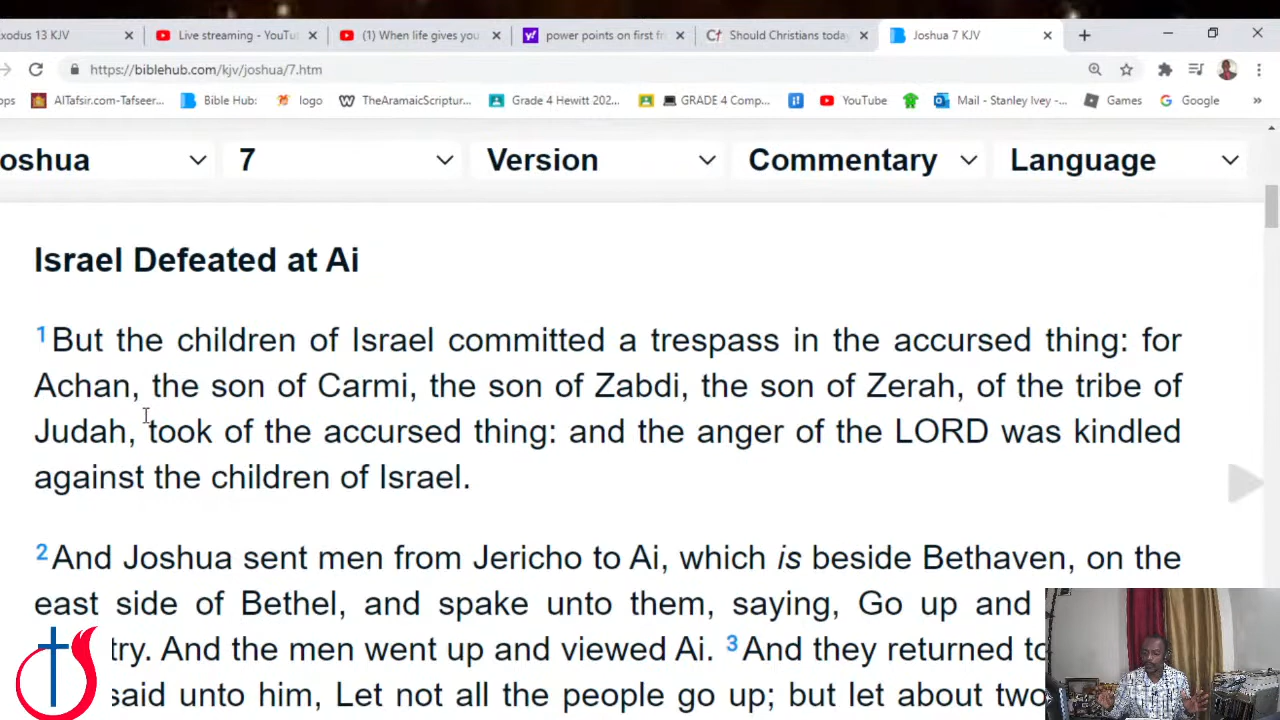 xodus 13 KJV Live streaming - YouTu (1) When life gives you power points on first fr Should Christians today Joshua 7 KJV
https://biblehub.com/kjv/joshua/7.htm
ps AlTafsir.com-Tafseer... Bible Hub: logo TheAramaicScriptur... Grade 4 Hewitt 202... GRADE 4 Comp... YouTube Mail - Stanley Ivey -... Games Google »
oshua 7 Version Commentary Language
Israel Defeated at Ai
1 But the children of Israel committed a trespass in the accursed thing: for
Achan, the son of Carmi, the son of Zabdi, the son of Zerah, of the tribe of
Judah, took of the accursed thing: and the anger of the LORD was kindled
against the children of Israel.
2 And Joshua sent men from Jericho to Ai, which is beside Bethaven, on the
east side of Bethel, and spake unto them, saying, Go up and
try. And the men went up and viewed Ai. 3 And they returned to
said unto him, Let not all the people go up; but let about two